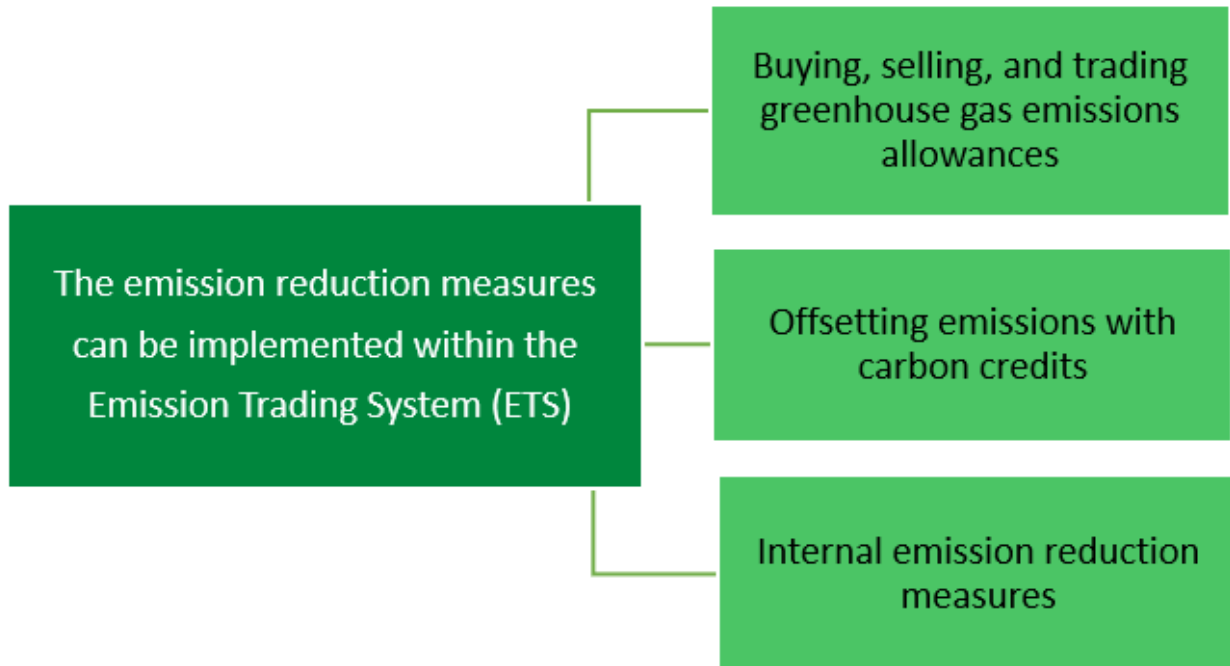 The emission reduction measures
can be implemented within the
Emission Trading System (ETS)
Buying, selling, and trading
greenhouse gas emissions
allowances
Offsetting emissions with
carbon credits
Internal emission reduction
measures